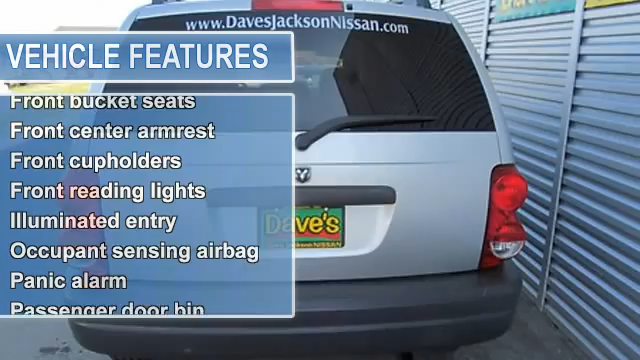 www.DavesJacksonNissan.com
VEHICLE FEATURES
Front bucket seats
Front center armrest
Front cupholders
Front reading lights
Illuminated entry
Occupant sensing airbag
Panic alarm
Passenger door bin
Dave's